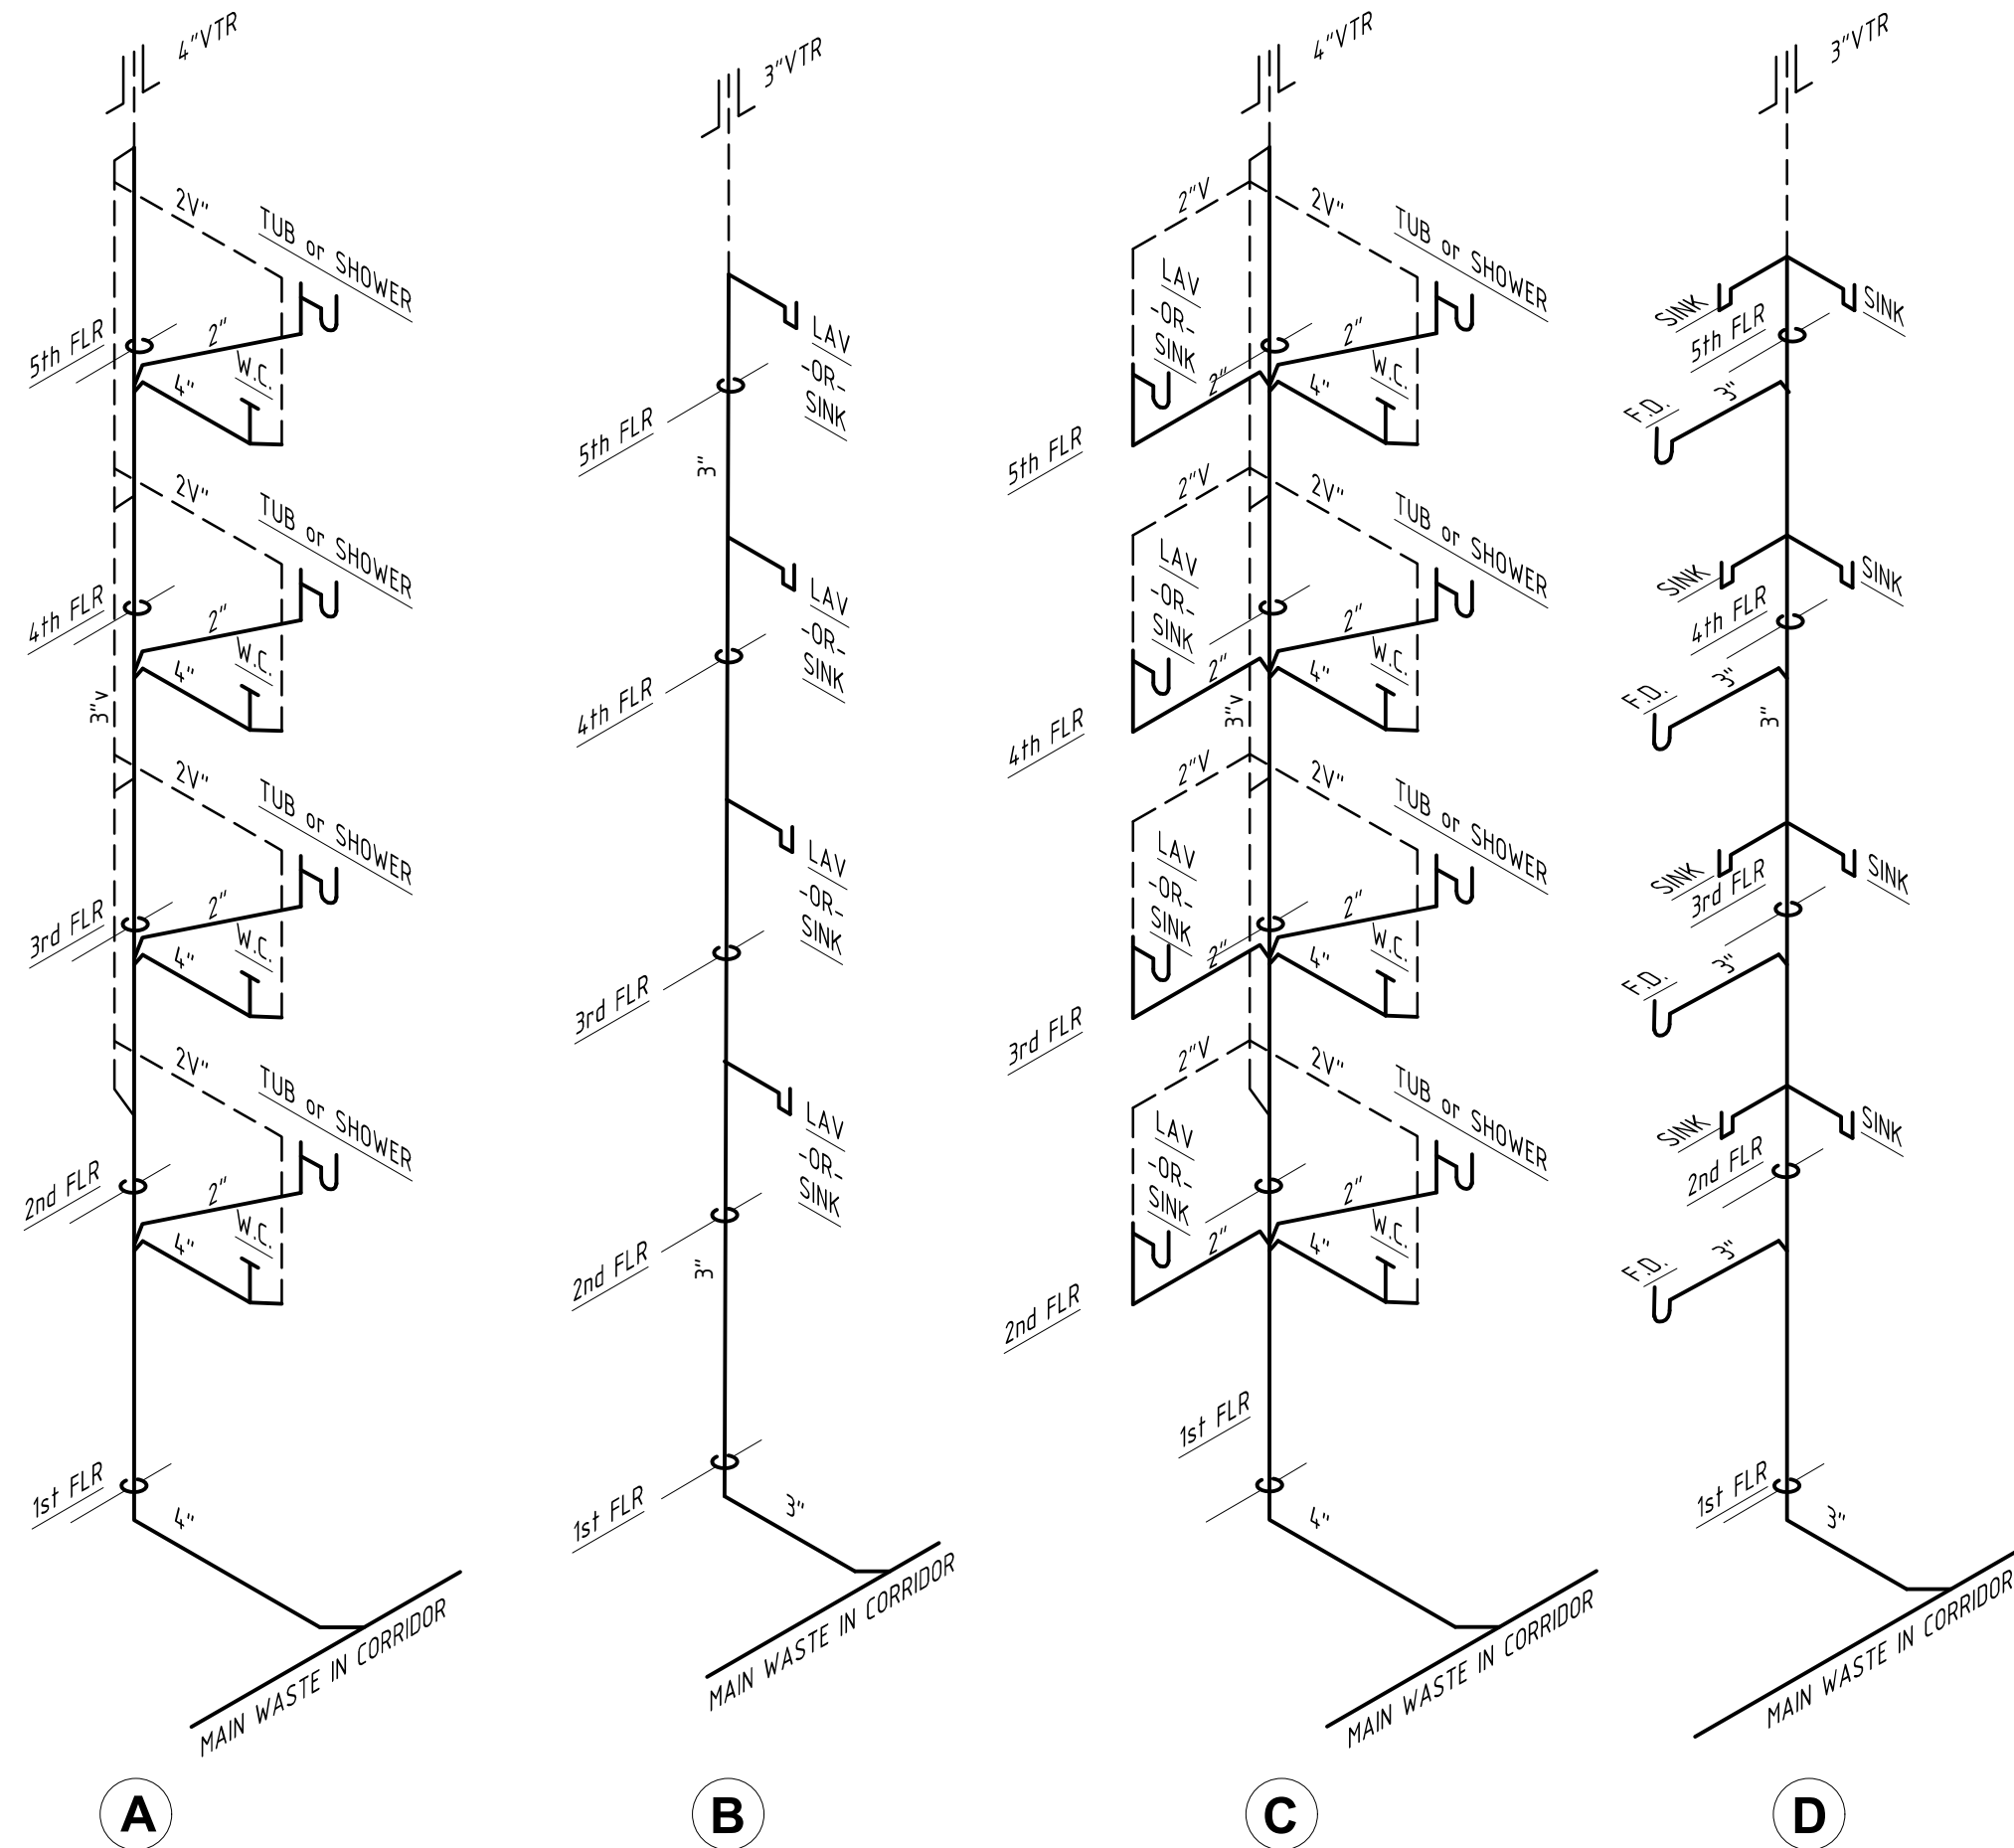 4"VTR
2V"
TUB or SHOWER
5th FLR
2"
W.C.
4"
2V"
TUB or SHOWER
4th FLR
2"
W.C.
4"
3"v
2V"
TUB or SHOWER
3rd FLR
2"
W.C.
4"
2V"
TUB or SHOWER
2nd FLR
2"
W.C.
4"
1st FLR
4"
MAIN WASTE IN CORRIDOR
A
3"VTR
LAV
-OR-
SINK
5th FLR
3"
LAV
-OR-
SINK
4th FLR
LAV
-OR-
SINK
3rd FLR
LAV
-OR-
SINK
2nd FLR
3"
1st FLR
3"
MAIN WASTE IN CORRIDOR
B
4"VTR
2"V
2V"
TUB or SHOWER
LAV
-OR-
SINK
2"
2"
W.C.
4"
5th FLR
2"V
2V"
TUB or SHOWER
LAV
-OR-
SINK
2"
2"
W.C.
4"
3"v
4th FLR
2"V
2V"
TUB or SHOWER
LAV
-OR-
SINK
2"
2"
W.C.
4"
3rd FLR
2"V
2V"
TUB or SHOWER
LAV
-OR-
SINK
2"
2"
W.C.
4"
2nd FLR
1st FLR
4"
MAIN WASTE IN CORRIDOR
C
3"VTR
SINK
SINK
5th FLR
F.D.
3"
SINK
SINK
4th FLR
F.D.
3"
3"
SINK
SINK
3rd FLR
F.D.
3"
SINK
SINK
2nd FLR
F.D.
3"
1st FLR
3"
MAIN WASTE IN CORRIDOR
D